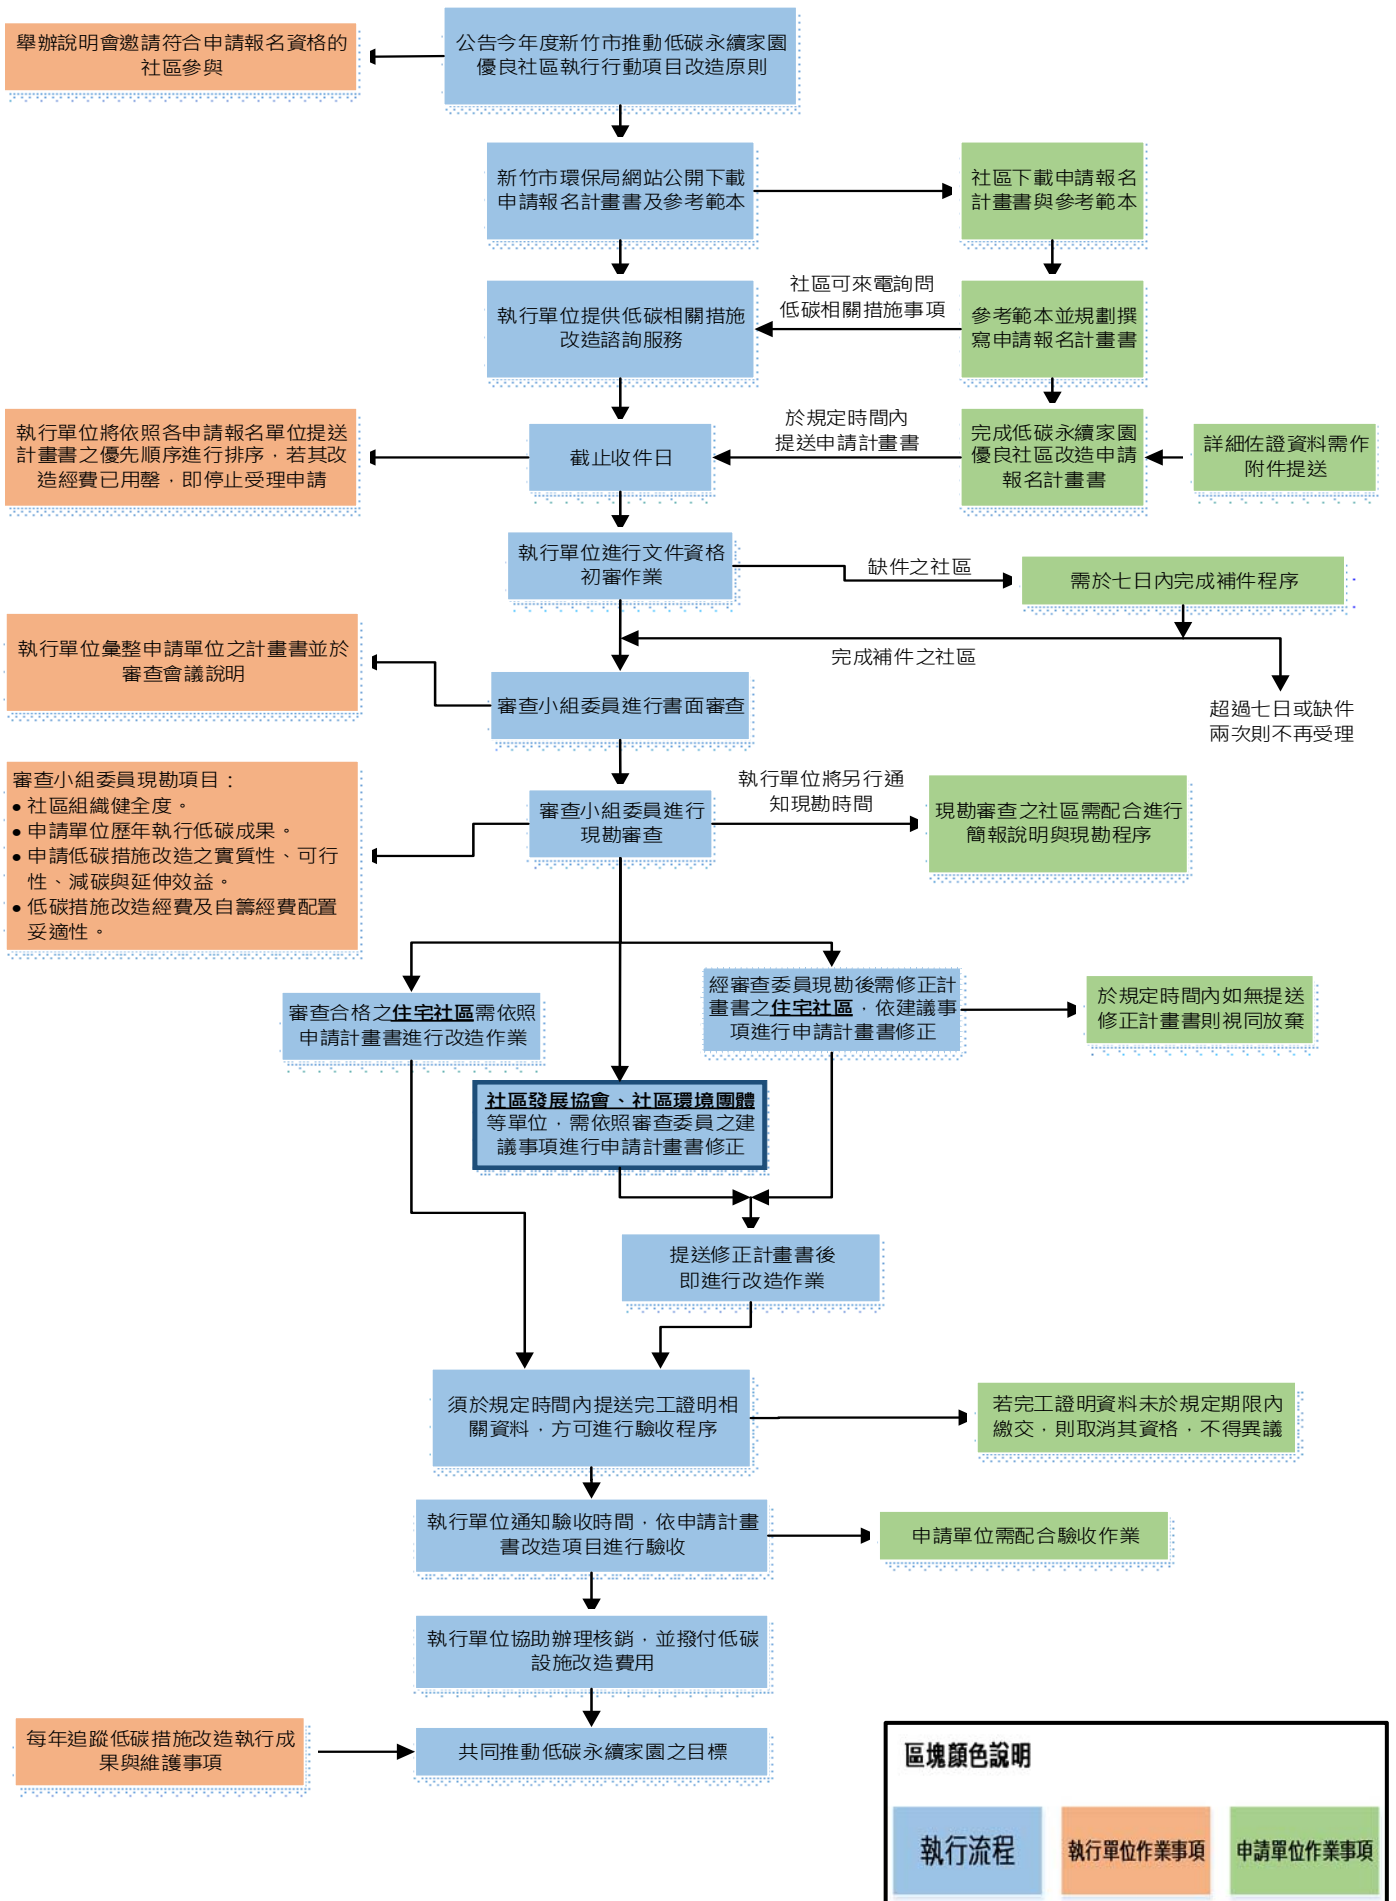 公告今年度新竹市推動低碳永續家園
優良社區執行行動項目改造原則
舉辦說明會邀請符合申請報名資格的
社區參與
新竹市環保局網站公開下載
申請報名計畫書及參考範本
社區下載申請報名
計畫書與參考範本
執行單位提供低碳相關措施
改造諮詢服務
社區可來電詢問
低碳相關措施事項
參考範本並規劃撰
寫申請報名計畫書
執行單位將依照各申請報名單位提送
計畫書之優先順序進行排序，若其改
造經費已用罄，即停止受理申請
截止收件日
於規定時間內
提送申請計畫書
完成低碳永續家園
優良社區改造申請
報名計畫書
詳細佐證資料需作
附件提送
執行單位進行文件資格
初審作業
缺件之社區
需於七日內完成補件程序
完成補件之社區
超過七日或缺件
兩次則不再受理
執行單位彙整申請單位之計畫書並於
審查會議說明
審查小組委員進行書面審查
審查小組委員現勘項目：
● 社區組織健全度。
● 申請單位歷年執行低碳成果。
● 申請低碳措施改造之實質性、可行
性、減碳與延伸效益。
● 低碳措施改造經費及自籌經費配置
妥適性。
審查小組委員進行
現勘審查
執行單位將另行通
知現勘時間
現勘審查之社區需配合進行
簡報說明與現勘程序
審查合格之住宅社區需依照
申請計畫書進行改造作業
經審查委員現勘後需修正計
畫書之住宅社區，依建議事
項進行申請計畫書修正
於規定時間內如無提送
修正計畫書則視同放棄
社區發展協會、社區環境團體
等單位，需依照審查委員之建
議事項進行申請計畫書修正
提送修正計畫書後
即進行改造作業
須於規定時間內提送完工證明相
關資料，方可進行驗收程序
若完工證明資料未於規定期限內
繳交，則取消其資格，不得異議
執行單位通知驗收時間，依申請計畫
書改造項目進行驗收
申請單位需配合驗收作業
執行單位協助辦理核銷，並撥付低碳
設施改造費用
每年追蹤低碳措施改造執行成
果與維護事項
共同推動低碳永續家園之目標
區塊顏色說明
執行流程
執行單位作業事項
申請單位作業事項